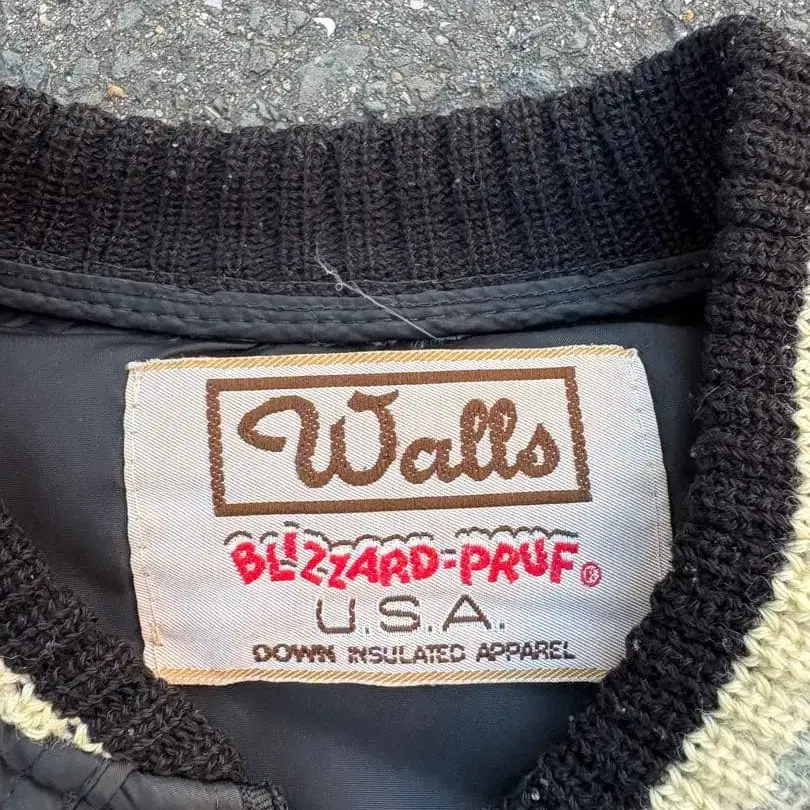 Walls
BLIZZARD-PRUF®
U.S.A.
DOWN INSULATED APPAREL